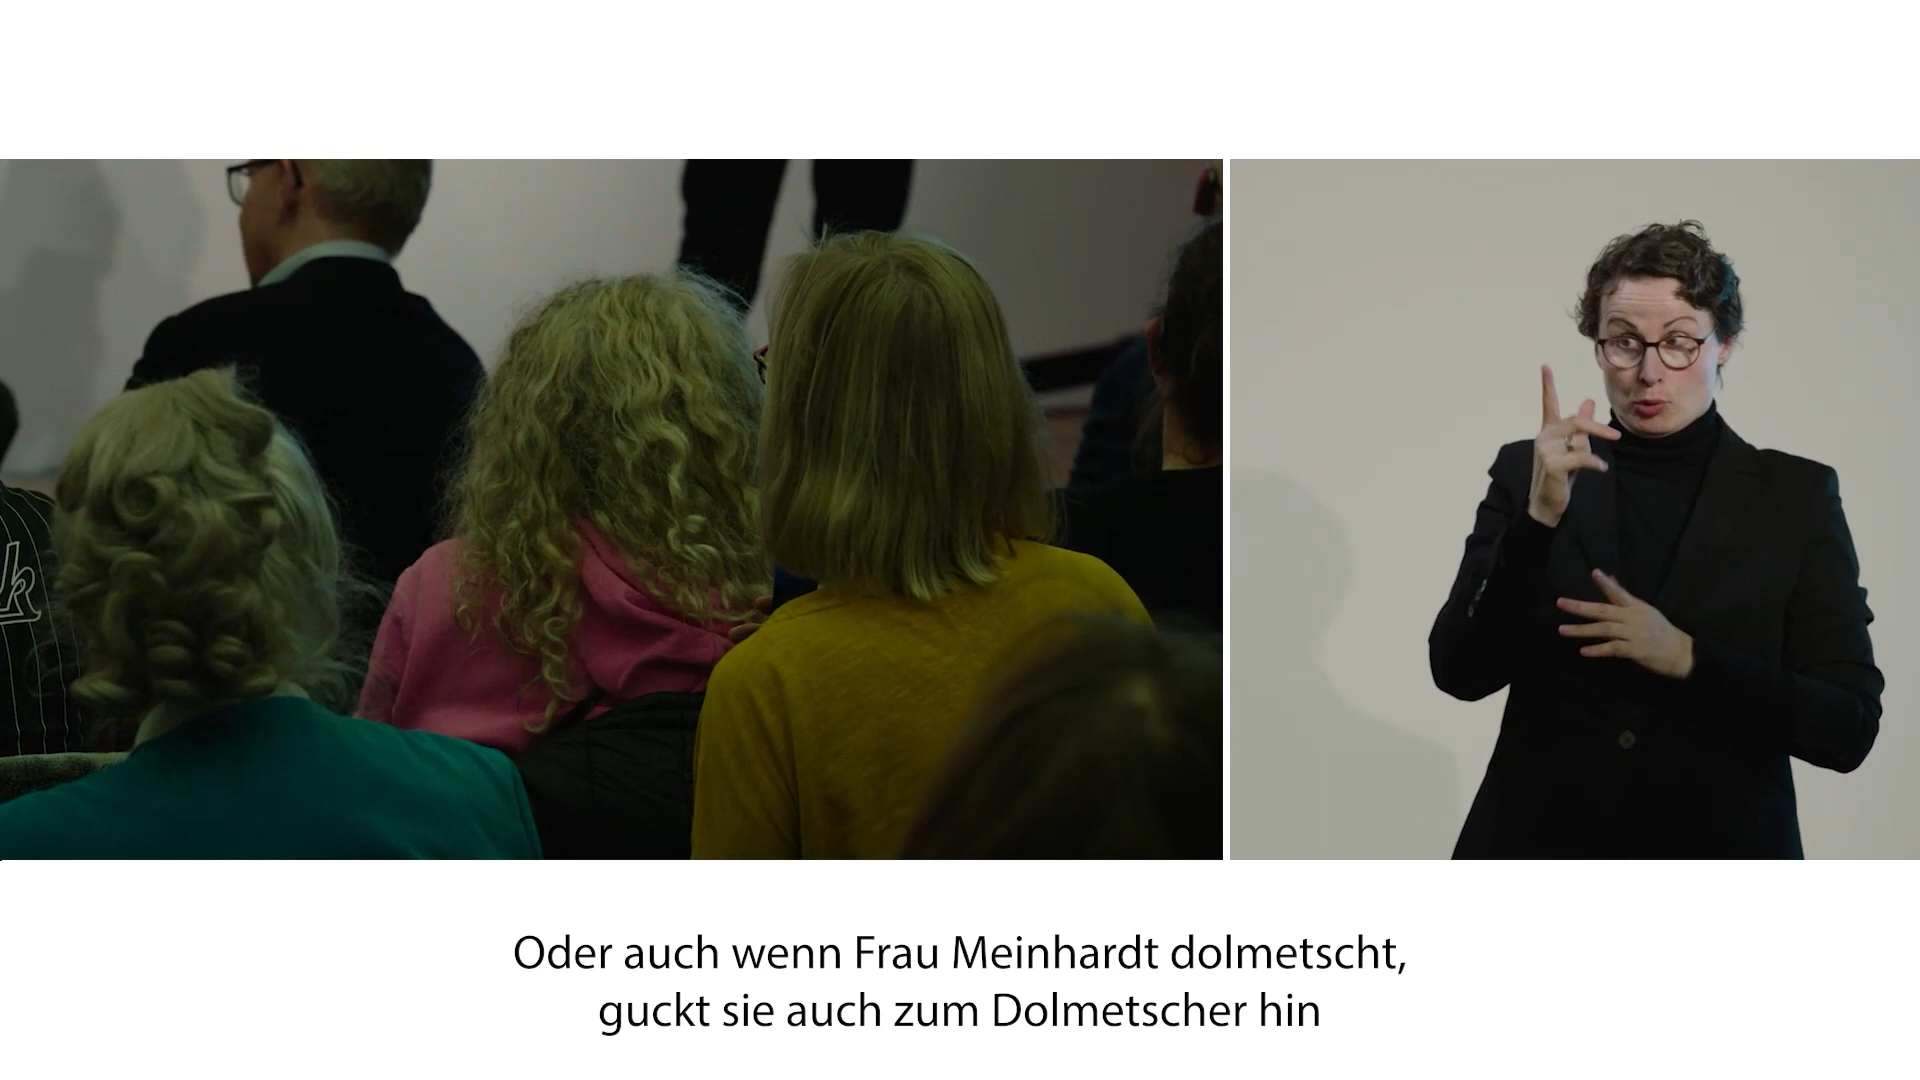 Oder auch wenn Frau Meinhardt dolmetscht,
guckt sie auch zum Dolmetscher hin